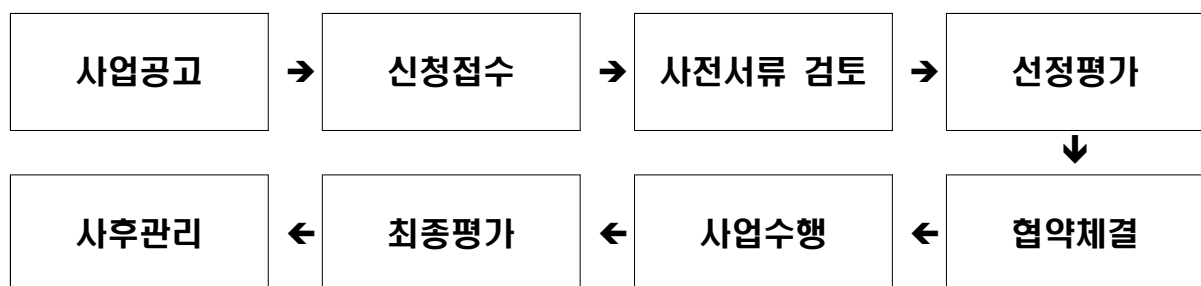 사업공고 → 신청접수 → 사전서류 검토 → 선정평가
↓
사후관리 ← 최종평가 ← 사업수행 ← 협약체결